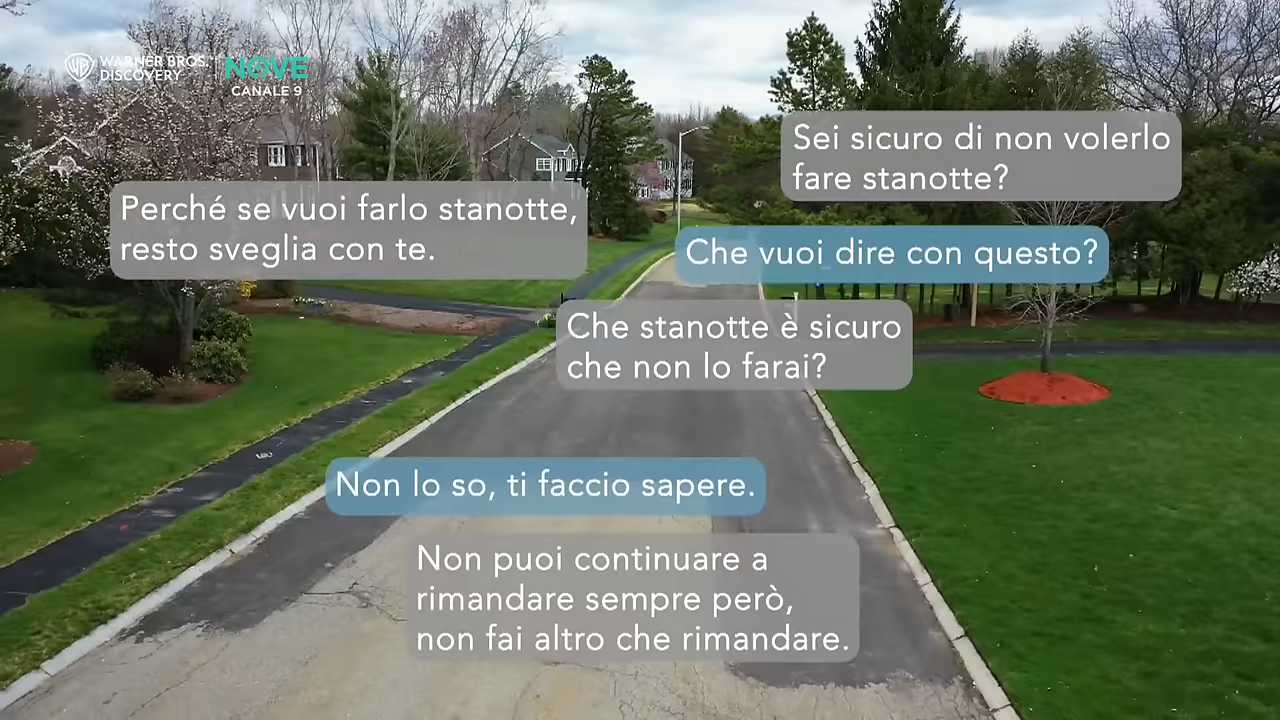 WARNER BROS.
DISCOVERY
NOVE
CANALE 9
Sei sicuro di non volerlo
fare stanotte?
Perché se vuoi farlo stanotte,
resto sveglia con te.
Che vuoi dire con questo?
Che stanotte è sicuro
che non lo farai?
Non lo so, ti faccio sapere.
Non puoi continuare a
rimandare sempre però,
non fai altro che rimandare.